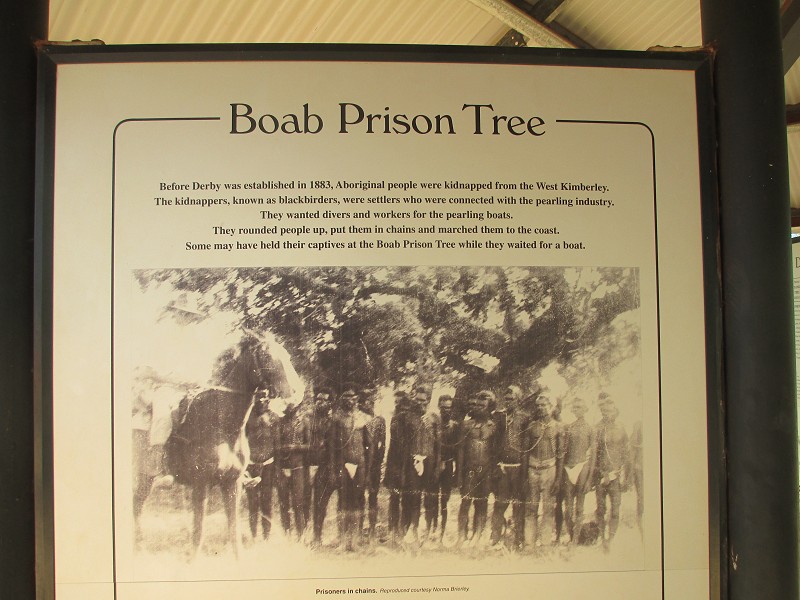 Boab Prison Tree
Before Derby was established in 1883, Aboriginal people were kidnapped from the West Kimberley.
The kidnappers, known as blackbirders, were settlers who were connected with the pearling industry.
They wanted divers and workers for the pearling boats.
They rounded people up, put them in chains and marched them to the coast.
Some may have held their captives at the Boab Prison Tree while they waited for a boat.
Prisoners in chains. Reproduced courtesy Norma Brierley